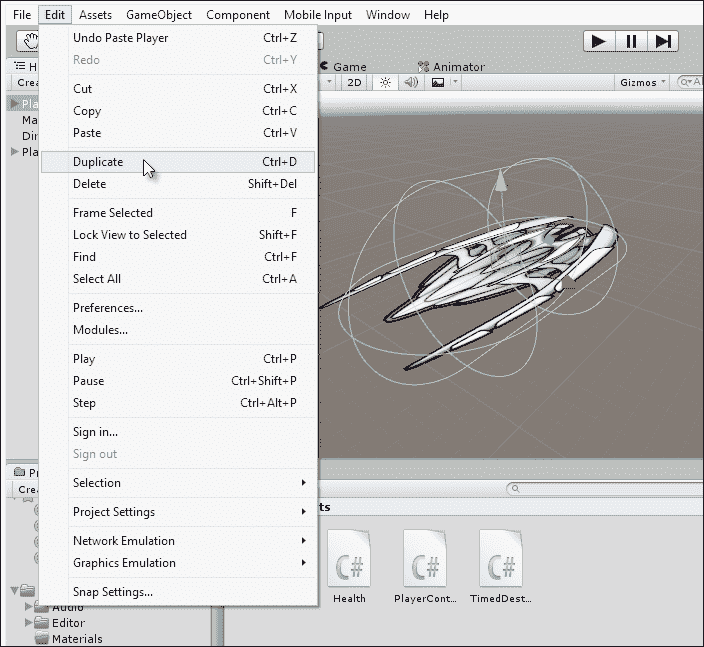 File Edit Assets GameObject Component Mobile Input Window Help
Undo Paste Player Ctrl+Z
Redo Ctrl+Y
Cut Ctrl+X
Copy Ctrl+C
Paste Ctrl+V
Duplicate Ctrl+D
Delete Shift+Del
Frame Selected F
Lock View to Selected Shift+F
Find Ctrl+F
Select All Ctrl+A
Preferences...
Modules...
Play Ctrl+P
Pause Ctrl+Shift+P
Step Ctrl+Alt+P
Sign in...
Sign out
Selection
Project Settings
Network Emulation
Graphics Emulation
Snap Settings...
H
Crea
Pla
Ma
Dir
Pla
Game Animator
2D Gizmos
Pr
Crea
ts
C# C# C#
Health PlayerCont... TimedDest...
Audio
Editor
Materials